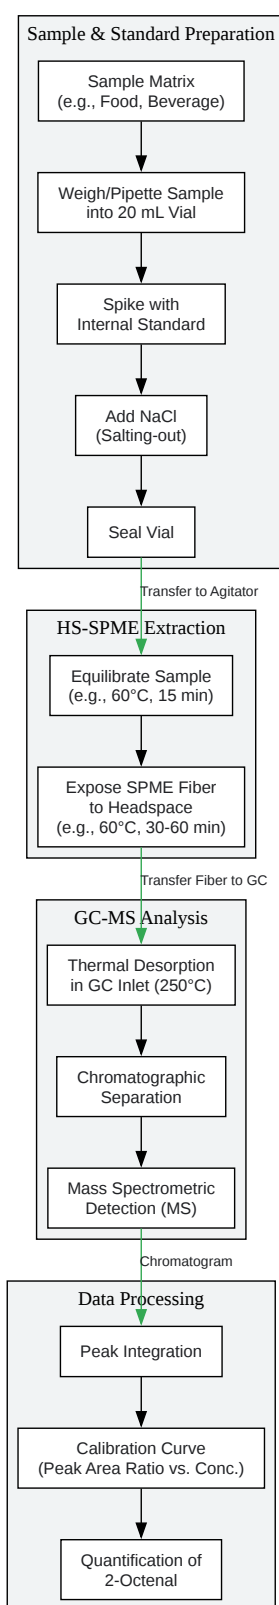 Sample & Standard Preparation
Sample Matrix
(e.g., Food, Beverage)
Weigh/Pipette Sample
into 20 mL Vial
Spike with
Internal Standard
Add NaCl
(Salting-out)
Seal Vial
Transfer to Agitator
HS-SPME Extraction
Equilibrate Sample
(e.g., 60°C, 15 min)
Expose SPME Fiber
to Headspace
(e.g., 60°C, 30-60 min)
Transfer Fiber to GC
GC-MS Analysis
Thermal Desorption
in GC Inlet (250°C)
Chromatographic
Separation
Mass Spectrometric
Detection (MS)
Chromatogram
Data Processing
Peak Integration
Calibration Curve
(Peak Area Ratio vs. Conc.)
Quantification of
2-Octenal